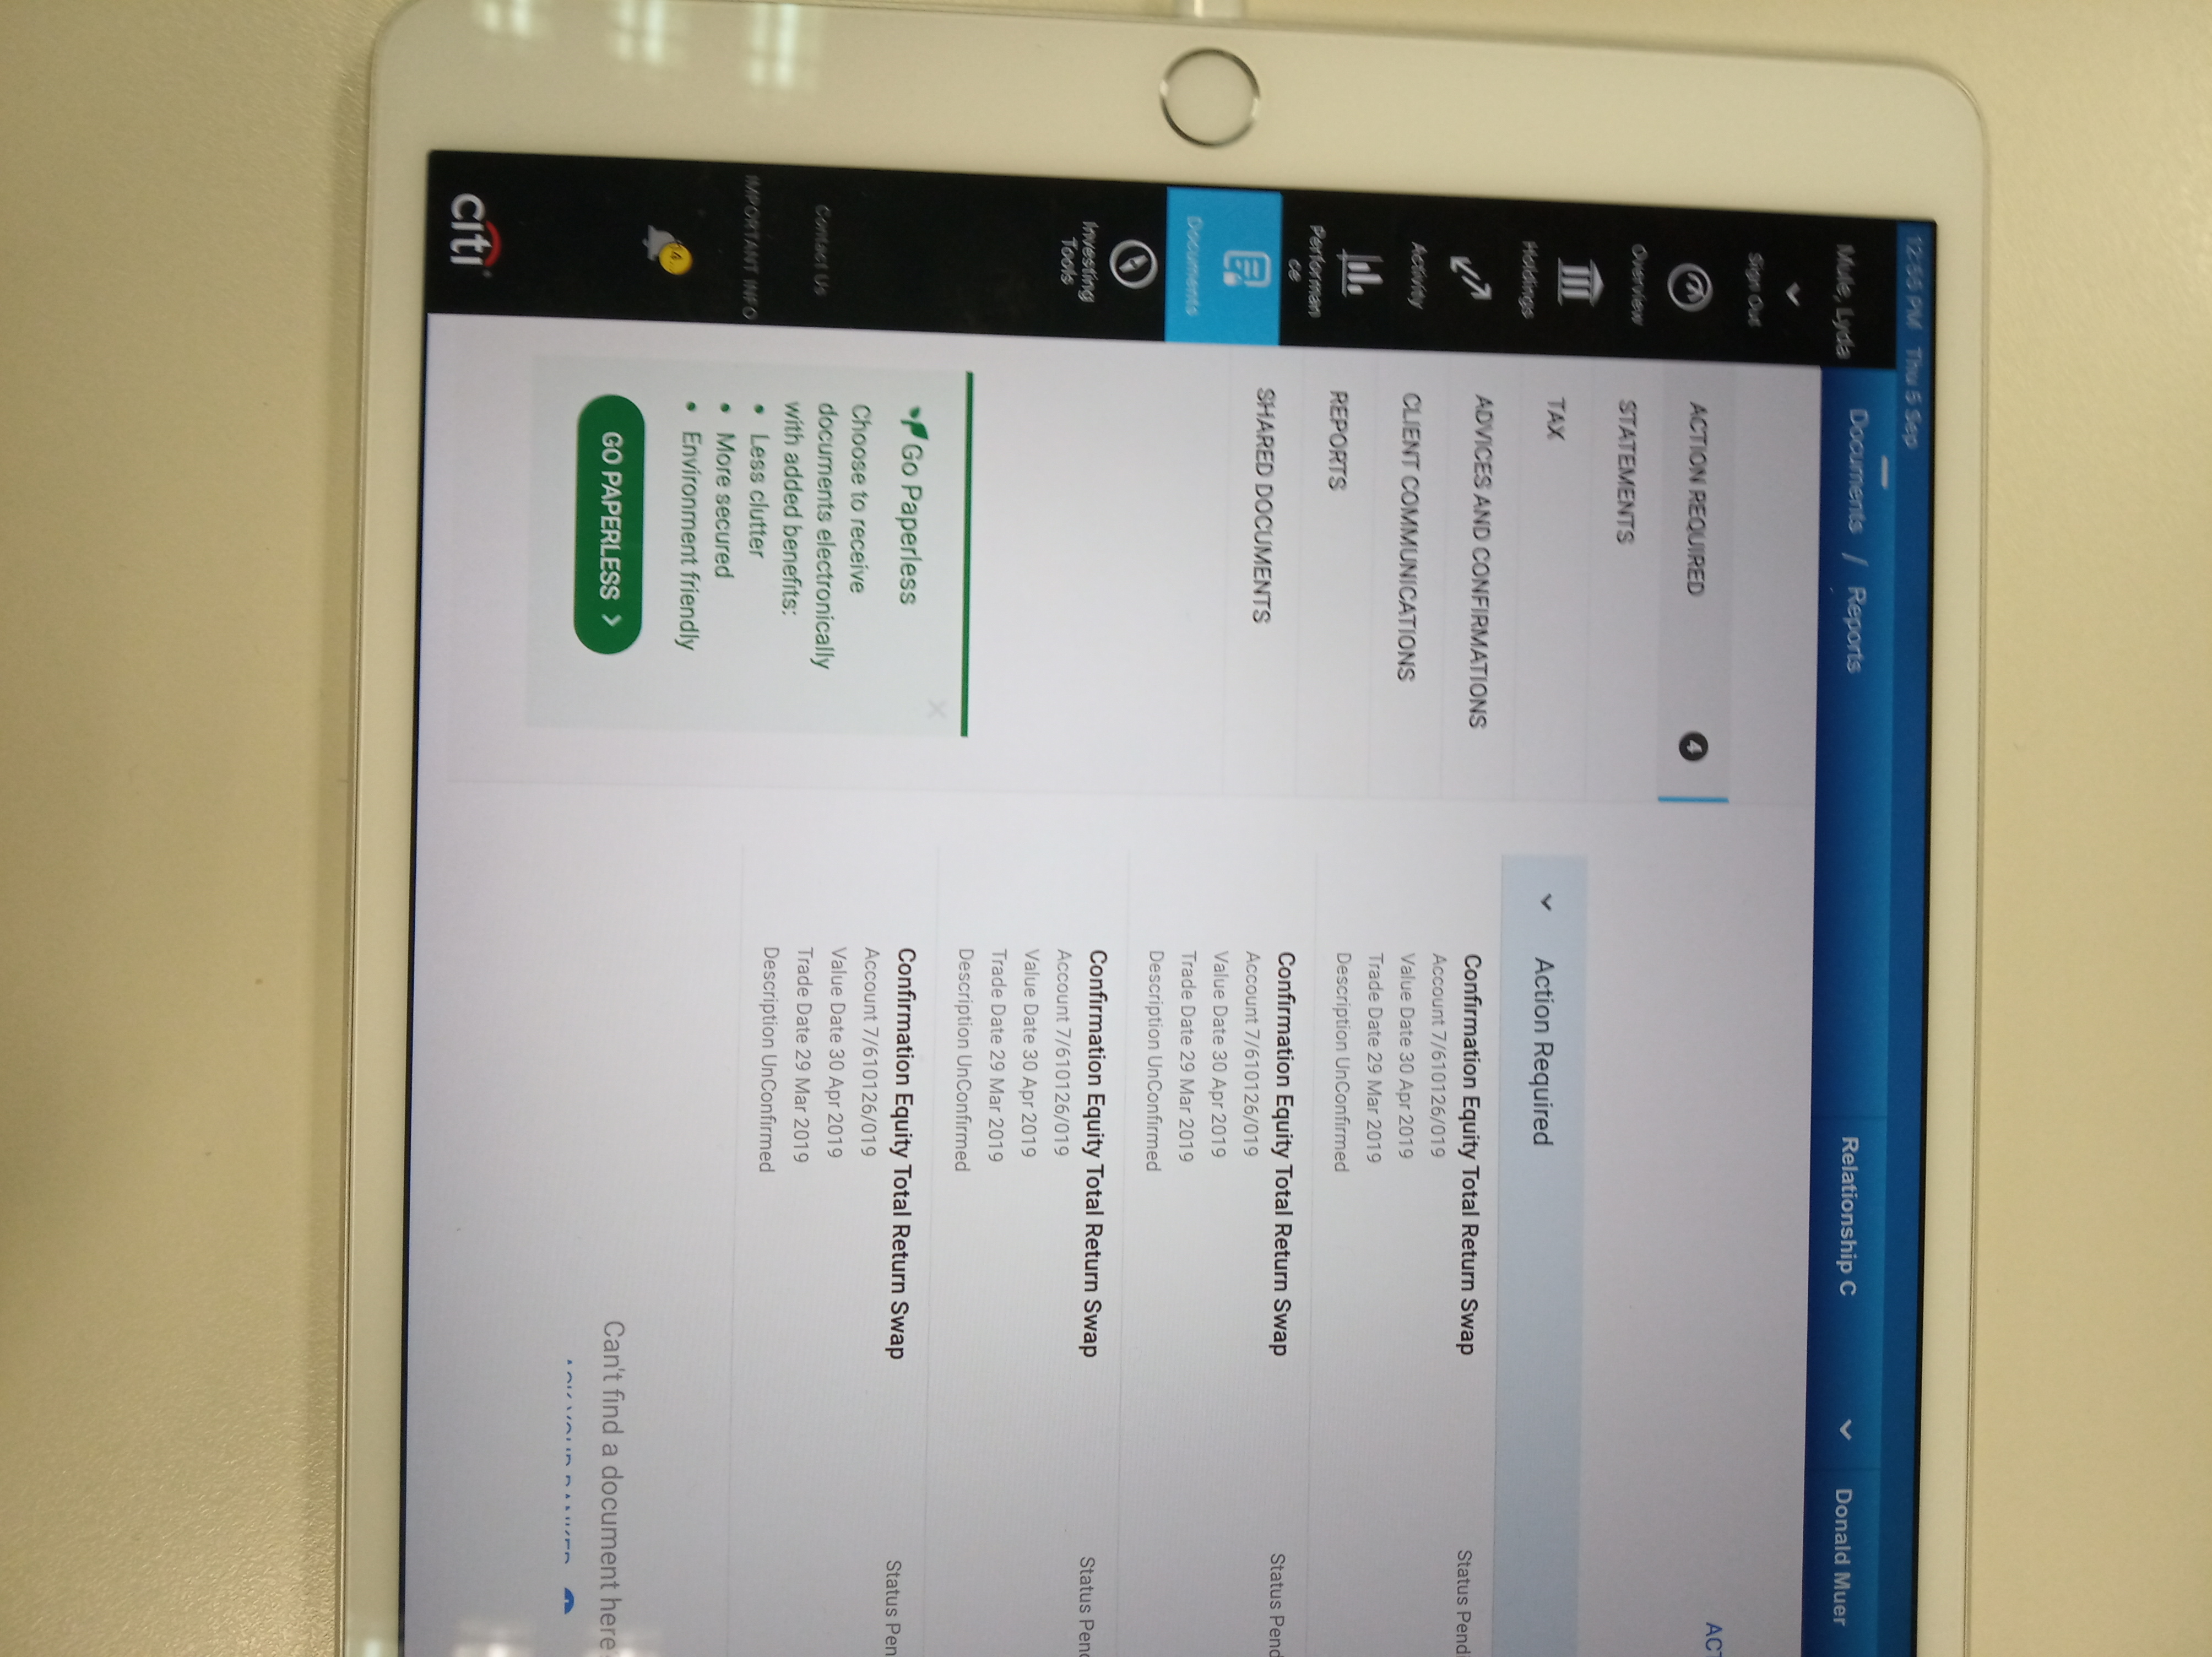 12:55 PM Thu 5 Sep
Mule, Lyda
Documents / Reports
Relationship C
Donald Muer
Sign Out
Overview
Holdings
Activity
Performan
ce
Documents
Investing
Tools
Contact Us
IMPORTANT INFO
citi
ACTION REQUIRED 4
STATEMENTS
TAX
ADVICES AND CONFIRMATIONS
CLIENT COMMUNICATIONS
REPORTS
SHARED DOCUMENTS
Go Paperless
Choose to receive
documents electronically
with added benefits:
• Less clutter
• More secured
• Environment friendly
GO PAPERLESS >
ACT
Action Required
Confirmation Equity Total Return Swap
Account 7/610126/019
Value Date 30 Apr 2019
Trade Date 29 Mar 2019
Description UnConfirmed
Status Pend
Confirmation Equity Total Return Swap
Account 7/610126/019
Value Date 30 Apr 2019
Trade Date 29 Mar 2019
Description UnConfirmed
Status Pend
Confirmation Equity Total Return Swap
Account 7/610126/019
Value Date 30 Apr 2019
Trade Date 29 Mar 2019
Description UnConfirmed
Status Pend
Confirmation Equity Total Return Swap
Account 7/610126/019
Value Date 30 Apr 2019
Trade Date 29 Mar 2019
Description UnConfirmed
Status Pen
Can't find a document here